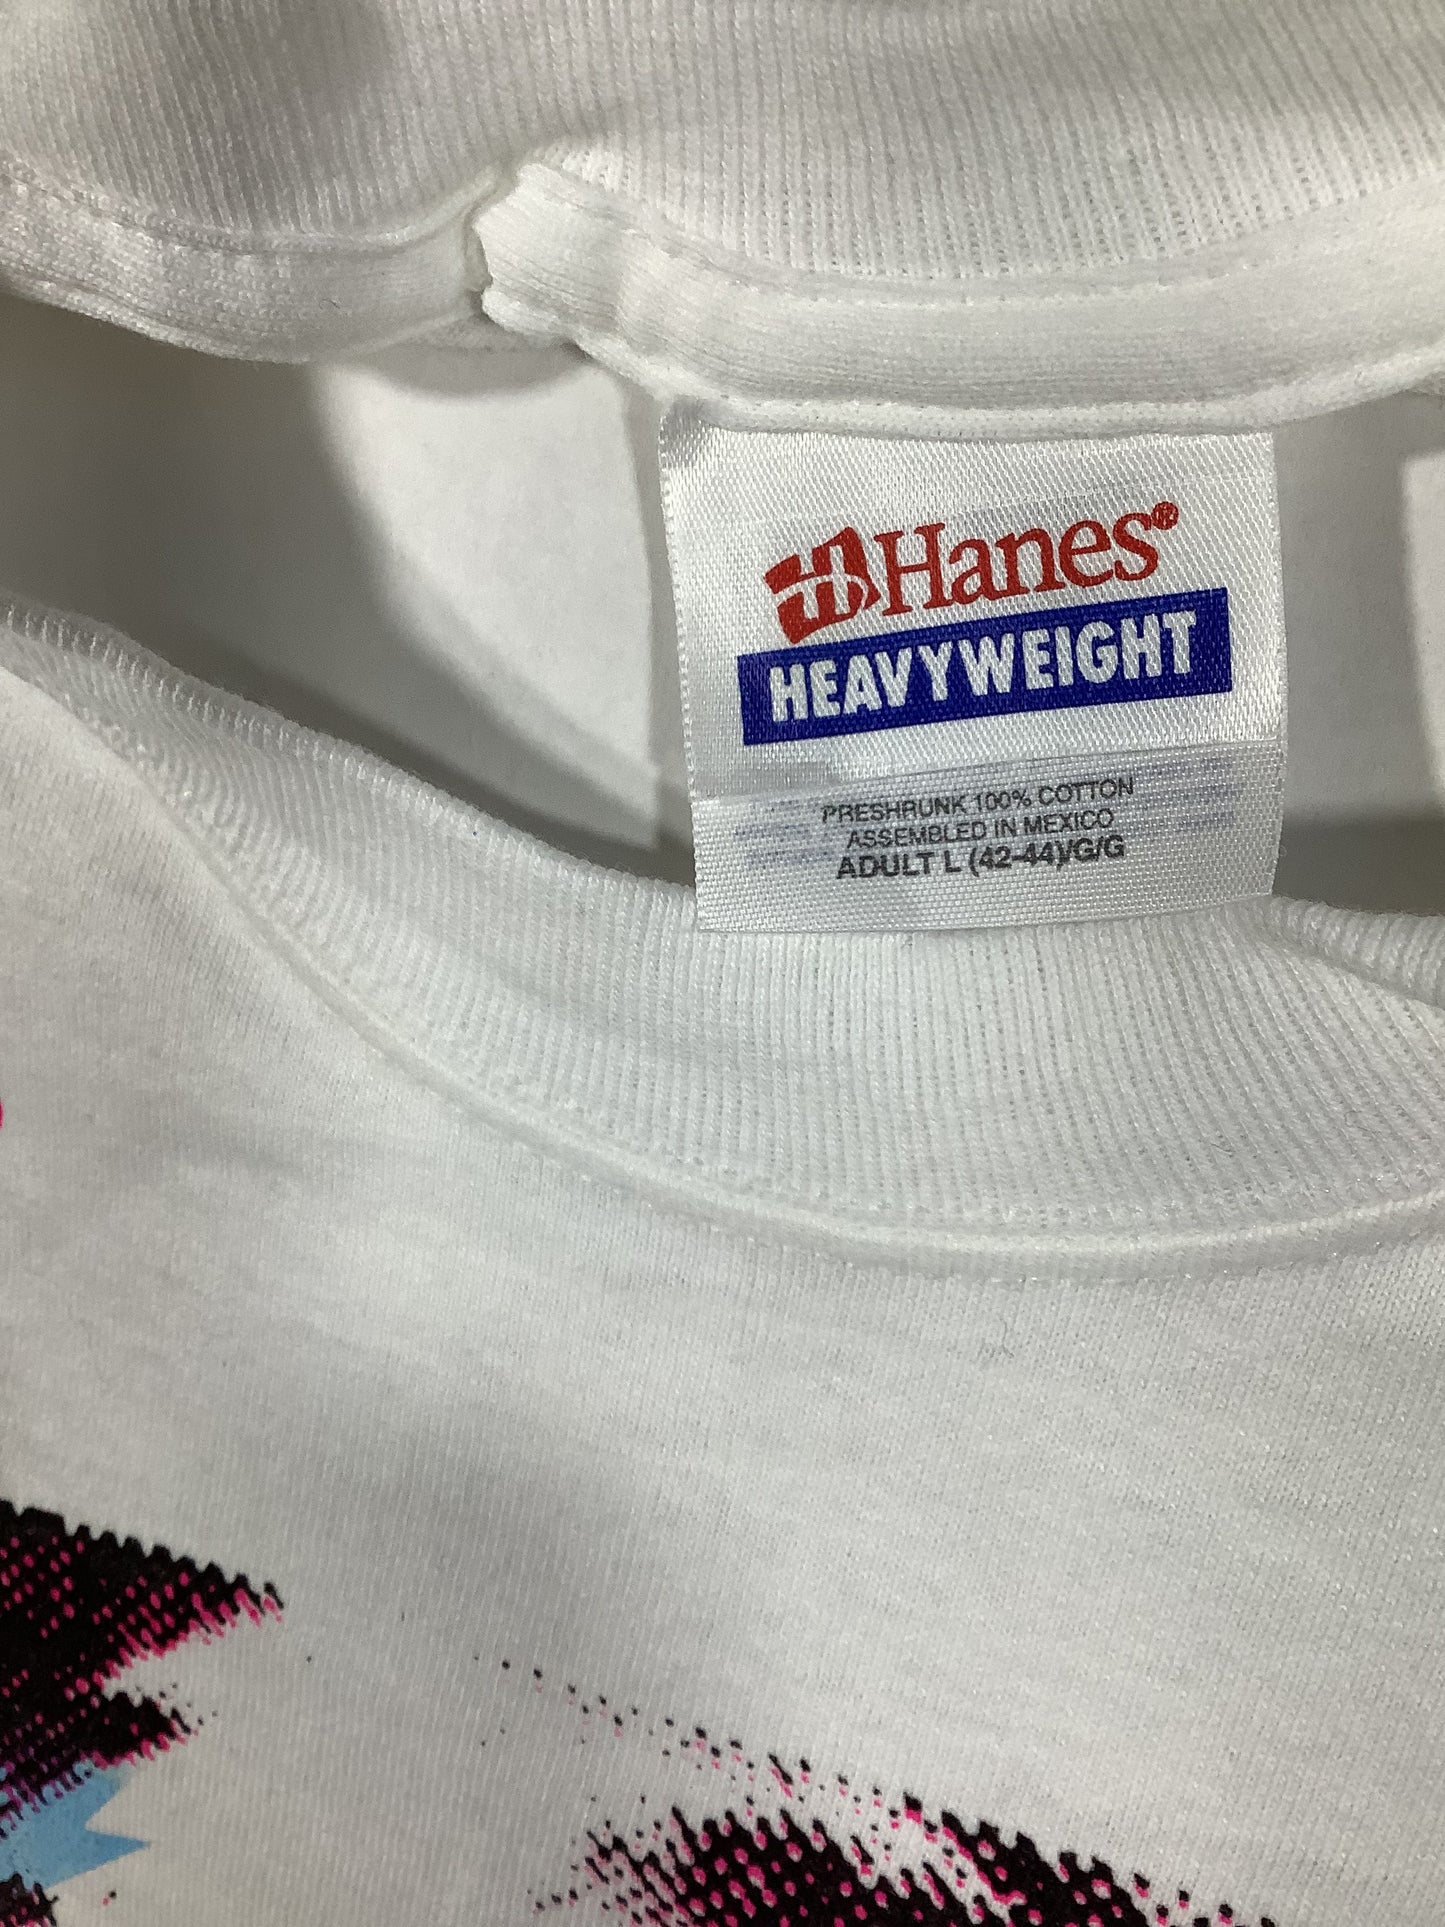 Hanes®
HEAVYWEIGHT
PRESHRUNK 100% COTTON
ASSEMBLED IN MEXICO
ADULT L (42-44)/G/G